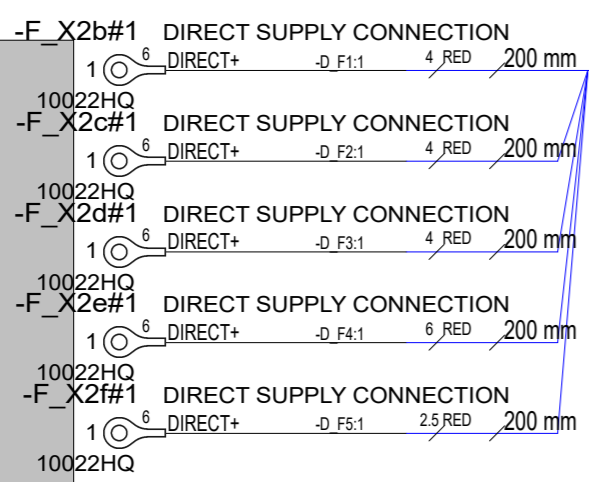 -F_X2b#1 DIRECT SUPPLY CONNECTION
1 6 DIRECT+ -D_F1:1 4 RED 200 mm
10022HQ
-F_X2c#1 DIRECT SUPPLY CONNECTION
1 6 DIRECT+ -D_F2:1 4 RED 200 mm
10022HQ
-F_X2d#1 DIRECT SUPPLY CONNECTION
1 6 DIRECT+ -D_F3:1 4 RED 200 mm
10022HQ
-F_X2e#1 DIRECT SUPPLY CONNECTION
1 6 DIRECT+ -D_F4:1 6 RED 200 mm
10022HQ
-F_X2f#1 DIRECT SUPPLY CONNECTION
1 6 DIRECT+ -D_F5:1 2.5 RED 200 mm
10022HQ